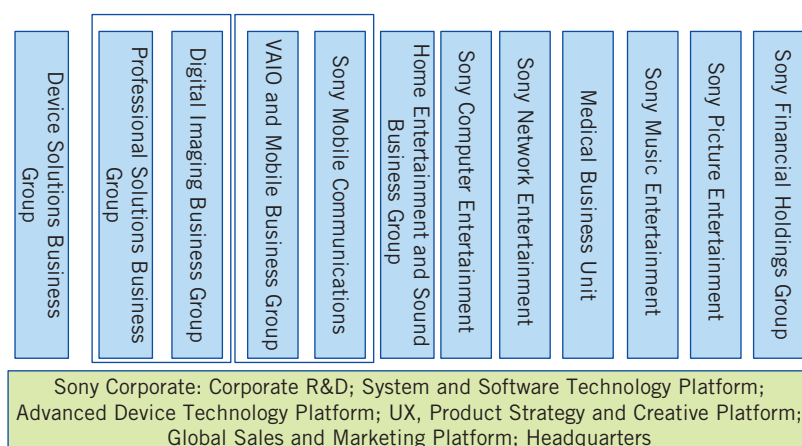 Device Solutions Business
Group
Professional Solutions Business
Group
Digital Imaging Business Group
VAIO and Mobile Business Group
Sony Mobile Communications
Home Entertainment and Sound
Business Group
Sony Computer Entertainment
Sony Network Entertainment
Medical Business Unit
Sony Music Entertainment
Sony Picture Entertainment
Sony Financial Holdings Group
Sony Corporate: Corporate R&D; System and Software Technology Platform;
Advanced Device Technology Platform; UX, Product Strategy and Creative Platform;
Global Sales and Marketing Platform; Headquarters